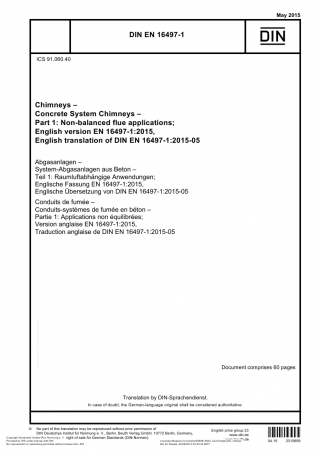 May 2015
DIN EN 16497-1
DIN
ICS 91.060.40
Chimneys –
Concrete System Chimneys –
Part 1: Non-balanced flue applications;
English version EN 16497-1:2015,
English translation of DIN EN 16497-1:2015-05
Abgasanlagen –
System-Abgasanlagen aus Beton –
Teil 1: Raumluftabhängige Anwendungen;
Englische Fassung EN 16497-1:2015,
Englische Übersetzung von DIN EN 16497-1:2015-05
Conduits de fumée –
Conduits-systèmes de fumée en béton –
Partie 1: Applications non équilibrées;
Version anglaise EN 16497-1:2015,
Traduction anglaise de DIN EN 16497-1:2015-05
Document comprises 60 pages
Translation by DIN-Sprachendienst.
In case of doubt, the German-language original shall be considered authoritative.
No part of this translation may be reproduced without prior permission of
DIN Deutsches Institut für Normung e. V., Berlin. Beuth Verlag GmbH, 10772 Berlin, Germany,
right of sale for German Standards (DIN-Normen).
English price group 23
www.din.de